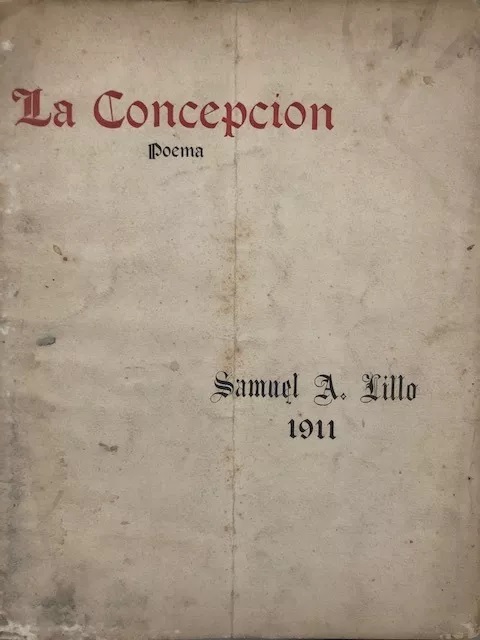 La Concepcion
Poema
Samuel A. Lillo
1911